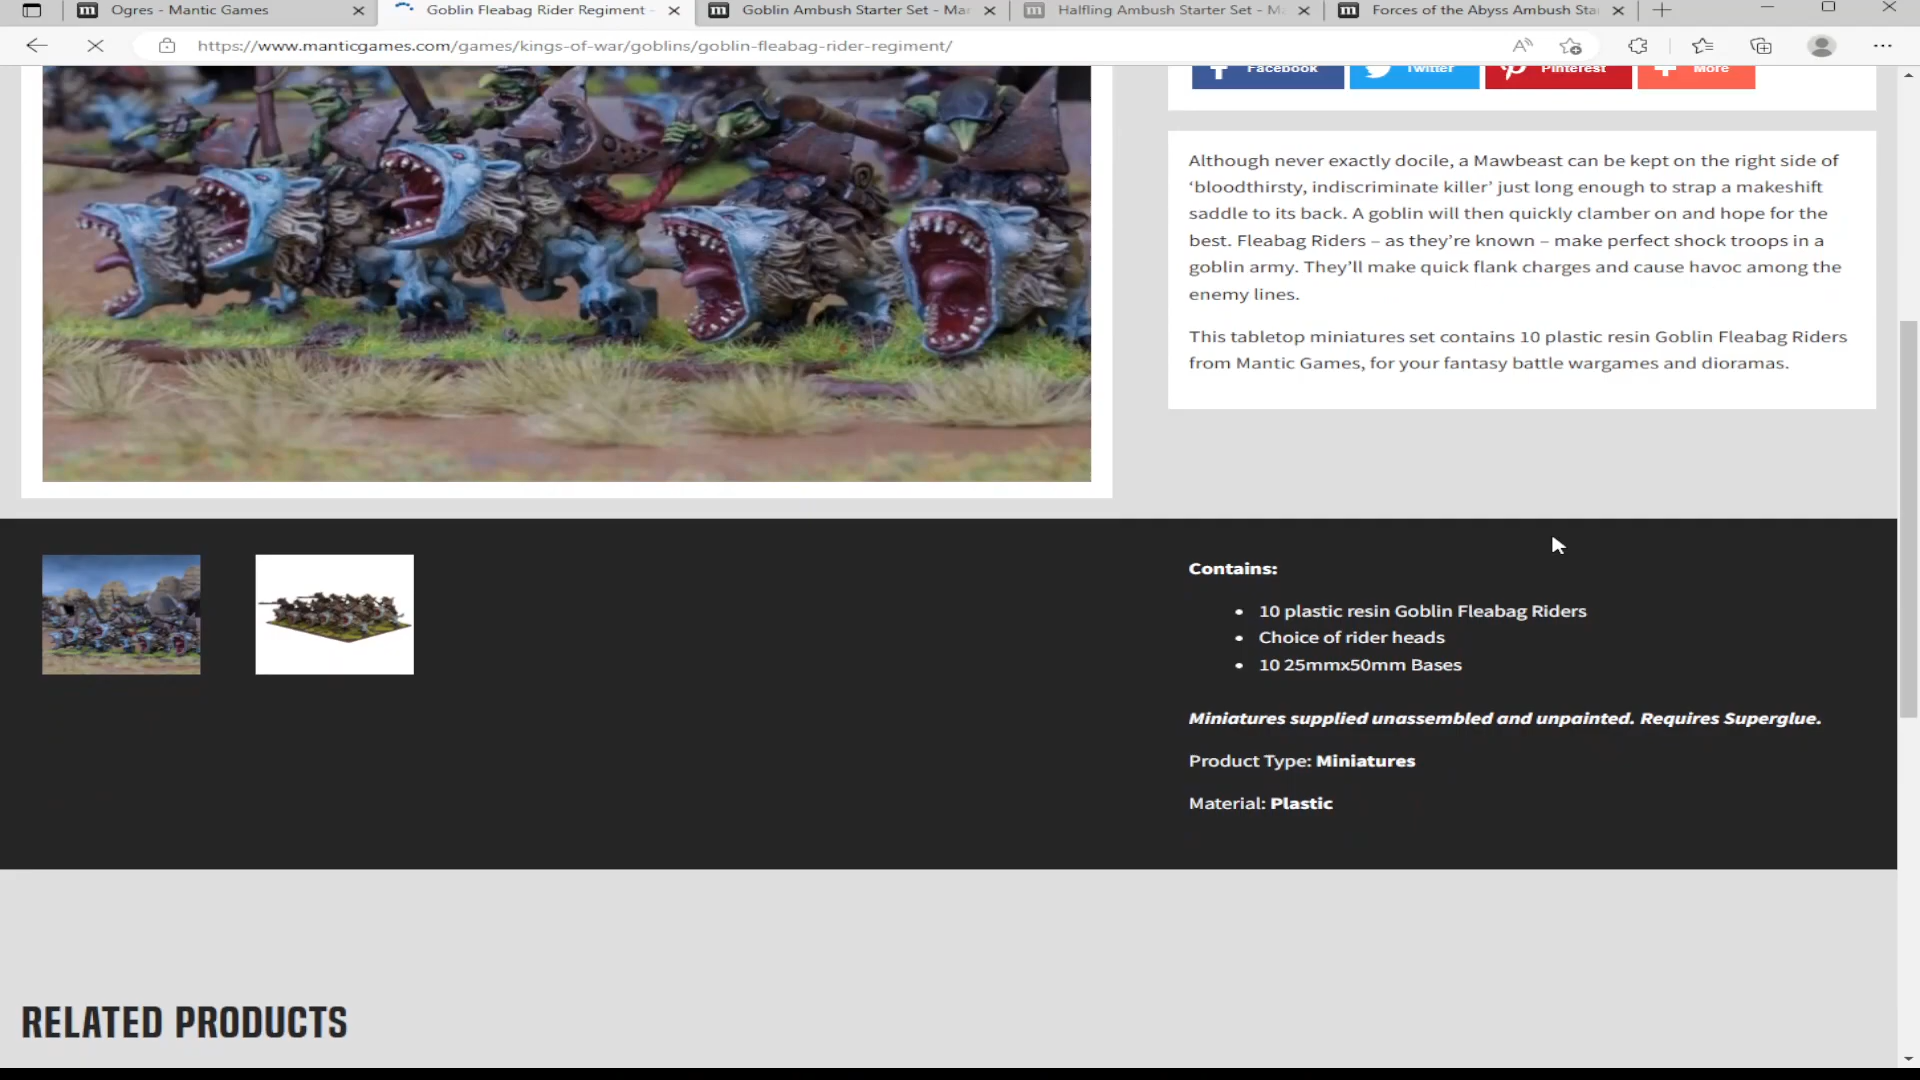 Ogres - Mantic Games
Goblin Fleabag Rider Regiment -
Goblin Ambush Starter Set - Mar
Halfling Ambush Starter Set - Ma
Forces of the Abyss Ambush Sta
https://www.manticgames.com/games/kings-of-war/goblins/goblin-fleabag-rider-regiment/
Facebook
Twitter
Pinterest
More
Although never exactly docile, a Mawbeast can be kept on the right side of
‘bloodthirsty, indiscriminate killer’ just long enough to strap a makeshift
saddle to its back. A goblin will then quickly clamber on and hope for the
best. Fleabag Riders – as they’re known – make perfect shock troops in a
goblin army. They’ll make quick flank charges and cause havoc among the
enemy lines.
This tabletop miniatures set contains 10 plastic resin Goblin Fleabag Riders
from Mantic Games, for your fantasy battle wargames and dioramas.
Contains:
• 10 plastic resin Goblin Fleabag Riders
• Choice of rider heads
• 10 25mmx50mm Bases
Miniatures supplied unassembled and unpainted. Requires Superglue.
Product Type: Miniatures
Material: Plastic
RELATED PRODUCTS